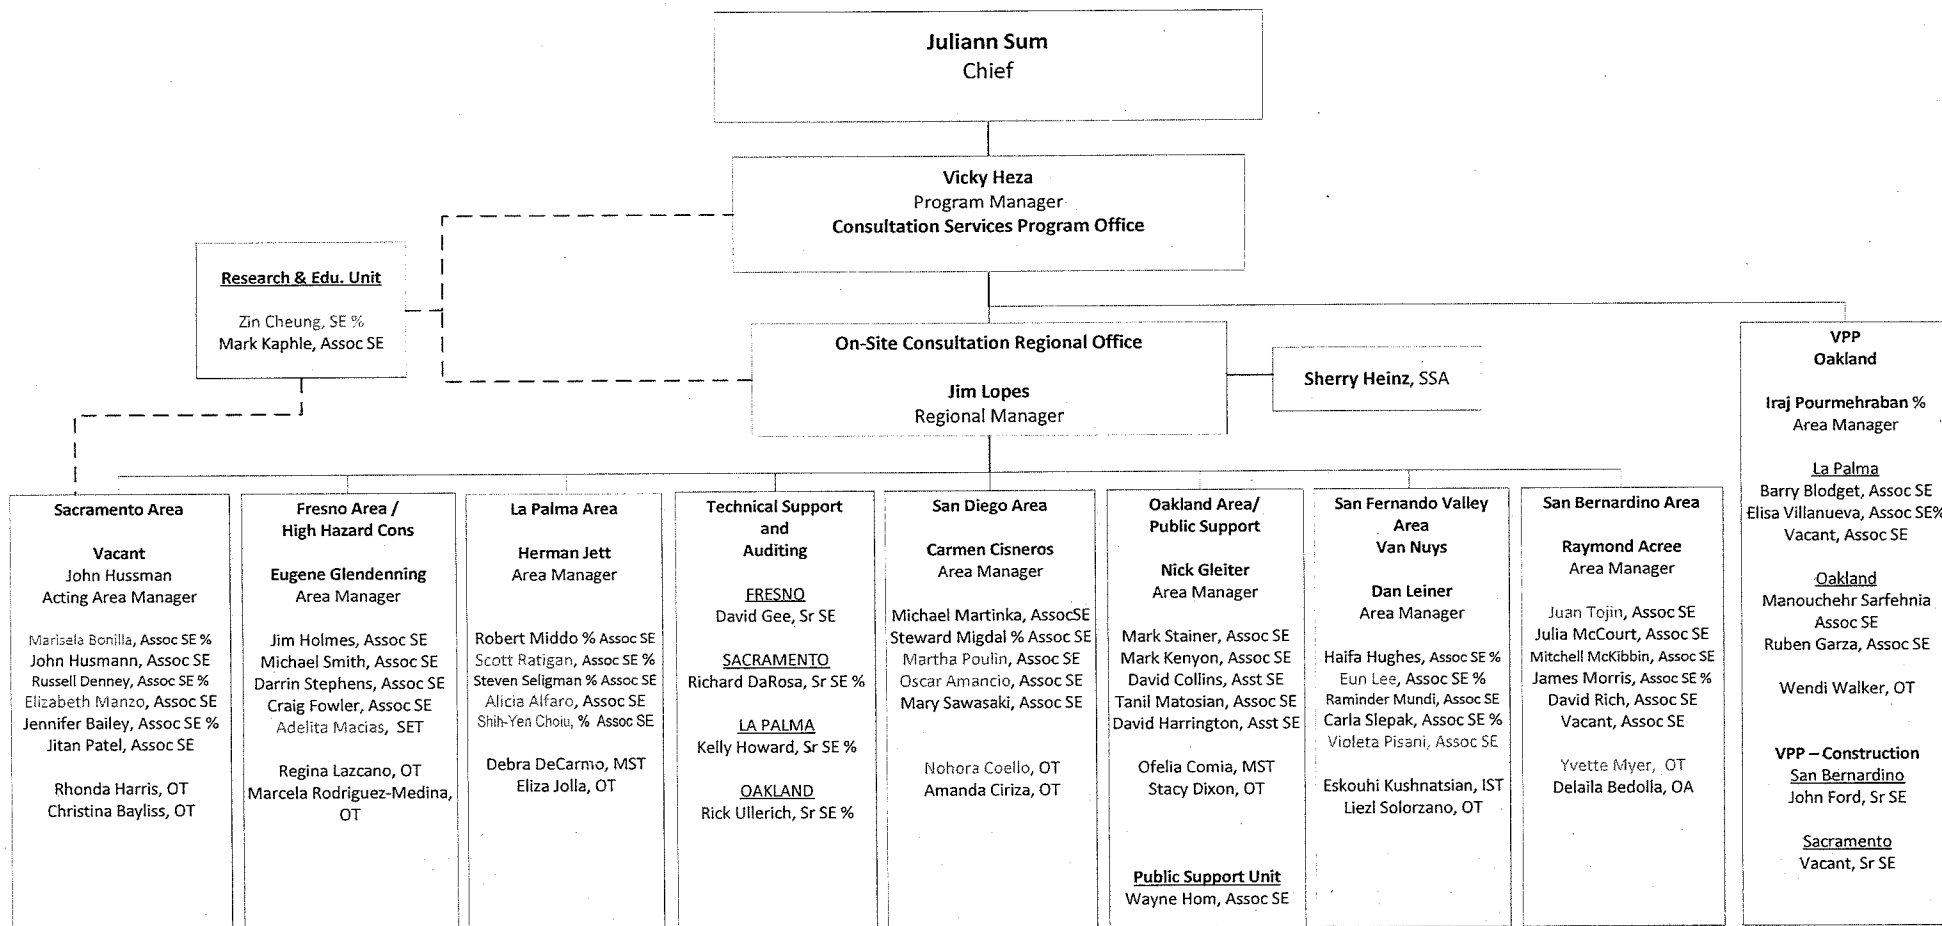 Juliann Sum
Chief
Vicky Heza
Program Manager
Consultation Services Program Office
Research & Edu. Unit
Zin Cheung, SE %
Mark Kaphle, Assoc SE
On-Site Consultation Regional Office
Jim Lopes
Regional Manager
Sherry Heinz, SSA
VPP
Oakland
Iraj Pourmehraban %
Area Manager
La Palma
Barry Blodget, Assoc SE
Elisa Villanueva, Assoc SE%
Vacant, Assoc SE
Oakland
Manouchehr Sarfehnia
Assoc SE
Ruben Garza, Assoc SE
Wendi Walker, OT
VPP – Construction
San Bernardino
John Ford, Sr SE
Sacramento
Vacant, Sr SE
Sacramento Area
Vacant
John Hussman
Acting Area Manager
Marisela Bonilla, Assoc SE %
John Husmann, Assoc SE
Russell Denney, Assoc SE %
Elizabeth Manzo, Assoc SE
Jennifer Bailey, Assoc SE %
Jitan Patel, Assoc SE
Rhonda Harris, OT
Christina Bayliss, OT
Fresno Area /
High Hazard Cons
Eugene Glendenning
Area Manager
Jim Holmes, Assoc SE
Michael Smith, Assoc SE
Darrin Stephens, Assoc SE
Craig Fowler, Assoc SE
Adelita Macias, SET
Regina Lazcano, OT
Marcela Rodriguez-Medina,
OT
La Palma Area
Herman Jett
Area Manager
Robert Middo % Assoc SE
Scott Ratigan, Assoc SE %
Steven Seligman % Assoc SE
Alicia Alfaro, Assoc SE
Shih-Yen Choiu, % Assoc SE
Debra DeCarmo, MST
Eliza Jolla, OT
Technical Support
and
Auditing
FRESNO
David Gee, Sr SE
SACRAMENTO
Richard DaRosa, Sr SE %
LA PALMA
Kelly Howard, Sr SE %
OAKLAND
Rick Ullerich, Sr SE %
San Diego Area
Carmen Cisneros
Area Manager
Michael Martinka, AssocSE
Steward Migdal % Assoc SE
Martha Poulin, Assoc SE
Oscar Amancio, Assoc SE
Mary Sawasaki, Assoc SE
Nohora Coello, OT
Amanda Ciriza, OT
Oakland Area/
Public Support
Nick Gleiter
Area Manager
Mark Stainer, Assoc SE
Mark Kenyon, Assoc SE
David Collins, Asst SE
Tanil Matosian, Assoc SE
David Harrington, Asst SE
Ofelia Comia, MST
Stacy Dixon, OT
Public Support Unit
Wayne Hom, Assoc SE
San Fernando Valley
Area
Van Nuys
Dan Leiner
Area Manager
Haifa Hughes, Assoc SE %
Eun Lee, Assoc SE %
Raminder Mundi, Assoc SE
Carla Slepak, Assoc SE %
Violeta Pisani, Assoc SE
Eskouhi Kushnatsian, IST
Liezl Solorzano, OT
San Bernardino Area
Raymond Acree
Area Manager
Juan Tojin, Assoc SE
Julia McCourt, Assoc SE
Mitchell McKibbin, Assoc SE
James Morris, Assoc SE %
David Rich, Assoc SE
Vacant, Assoc SE
Yvette Myer, OT
Delaila Bedolla, OA